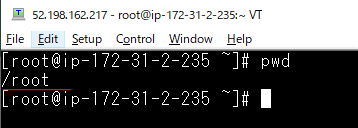 52.198.162.217 - root@ip-172-31-2-235:~ VT
File Edit Setup Control Window Help
[root@ip-172-31-2-235 ~]# pwd
/root
[root@ip-172-31-2-235 ~]#